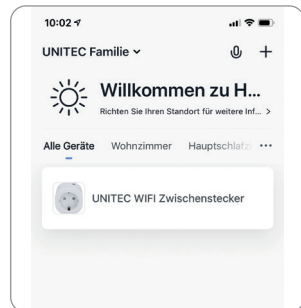 10:02
UNITEC Familie
Willkommen zu H...
Richten Sie Ihren Standort für weitere Inf...
Alle Geräte Wohnzimmer Hauptschlafz
UNITEC WIFI Zwischenstecker